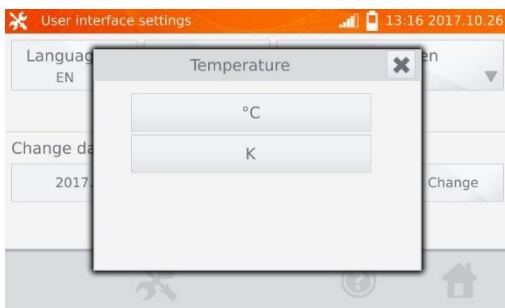 User interface settings 13:16 2017.10.26
Temperature
°C
K
Languag
EN
en
Change da
2017.
Change